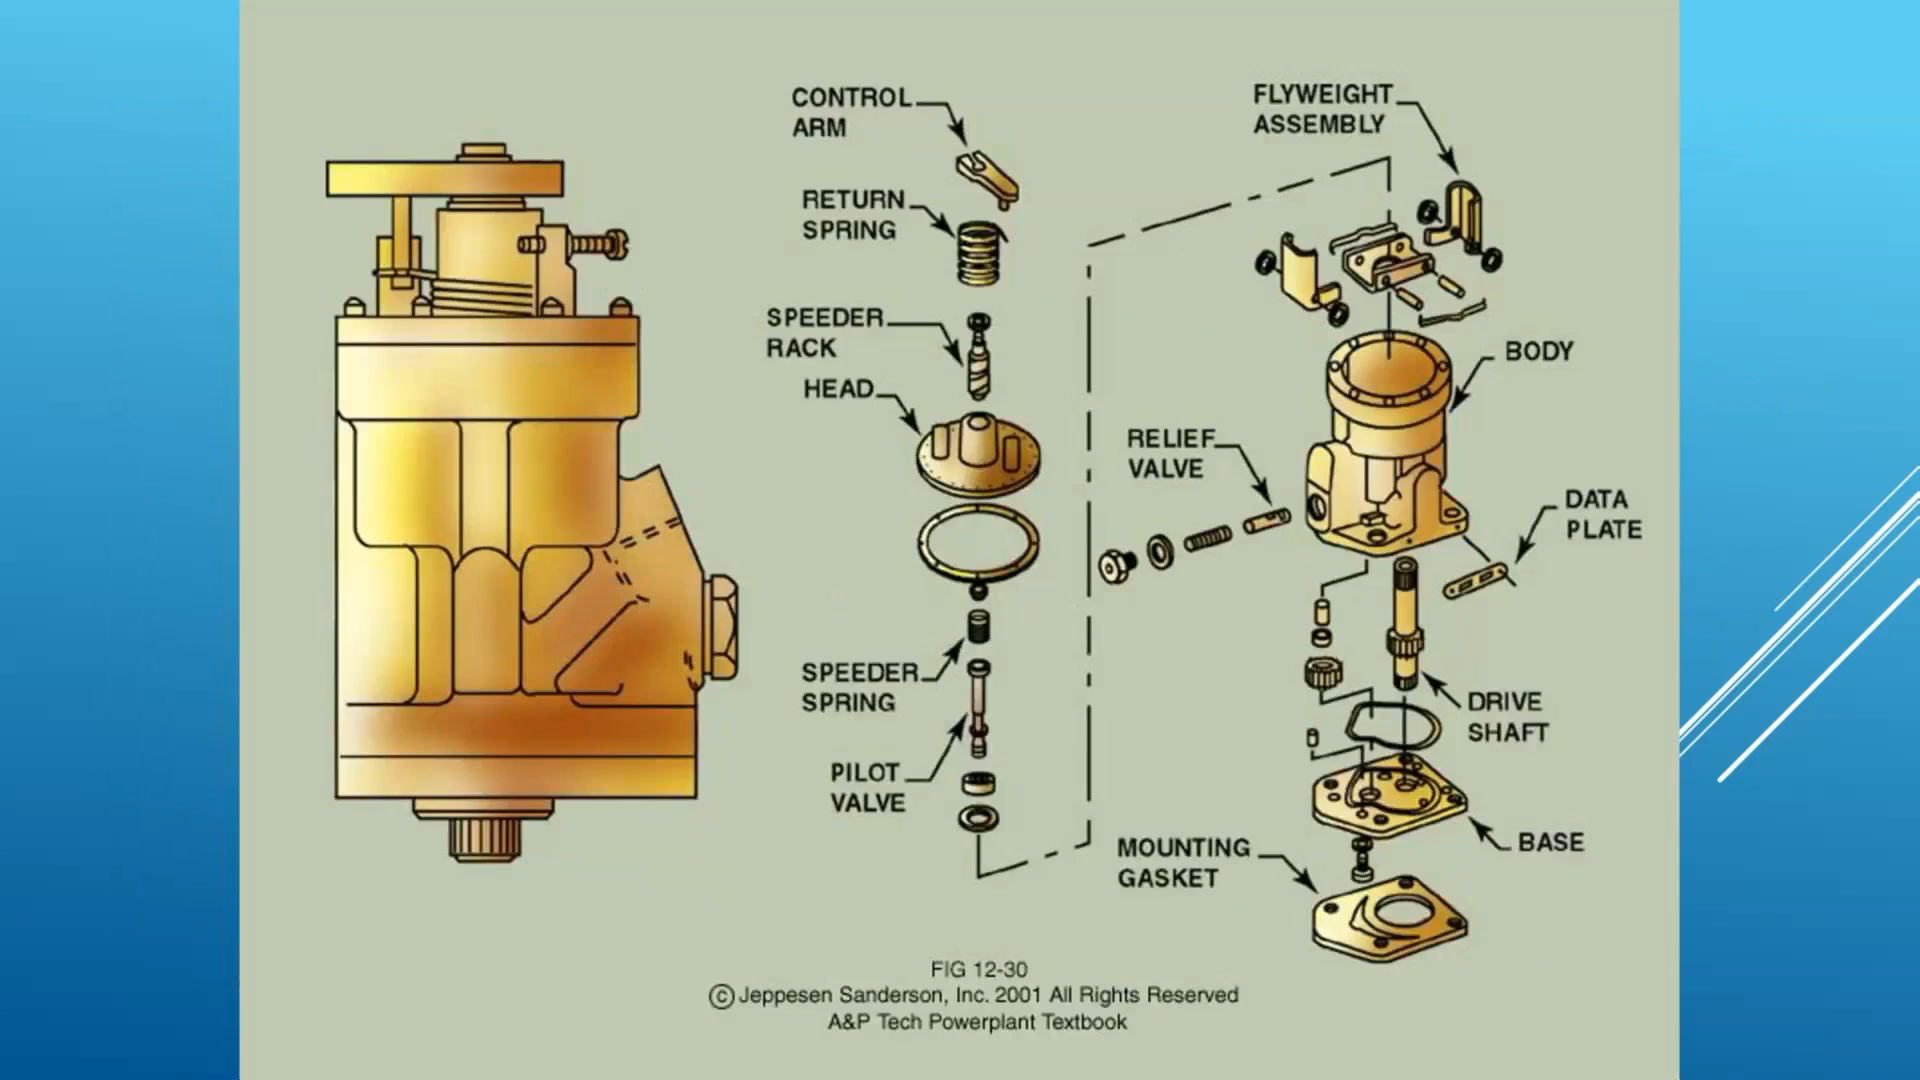 CONTROL
ARM
RETURN
SPRING
SPEEDER
RACK
HEAD
SPEEDER
SPRING
PILOT
VALVE
FLYWEIGHT
ASSEMBLY
BODY
RELIEF
VALVE
DATA
PLATE
DRIVE
SHAFT
BASE
MOUNTING
GASKET
FIG 12-30
©Jeppesen Sanderson, Inc. 2001 All Rights Reserved
A&P Tech Powerplant Textbook